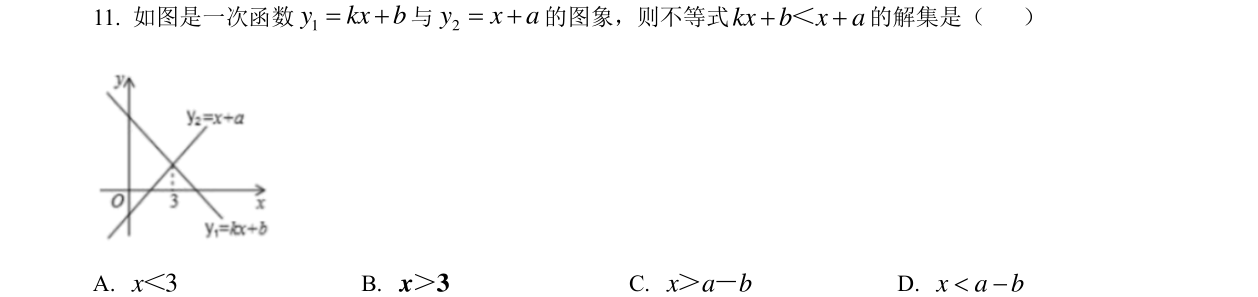 11. 如图是一次函数 y₁ = kx + b 与 y₂ = x + a 的图象，则不等式 kx + b＜x + a 的解集是（　　）
y
y₂=x+a
O 3 x
y₁=kx+b
A. x＜3 B. x＞3 C. x＞a－b D. x < a − b